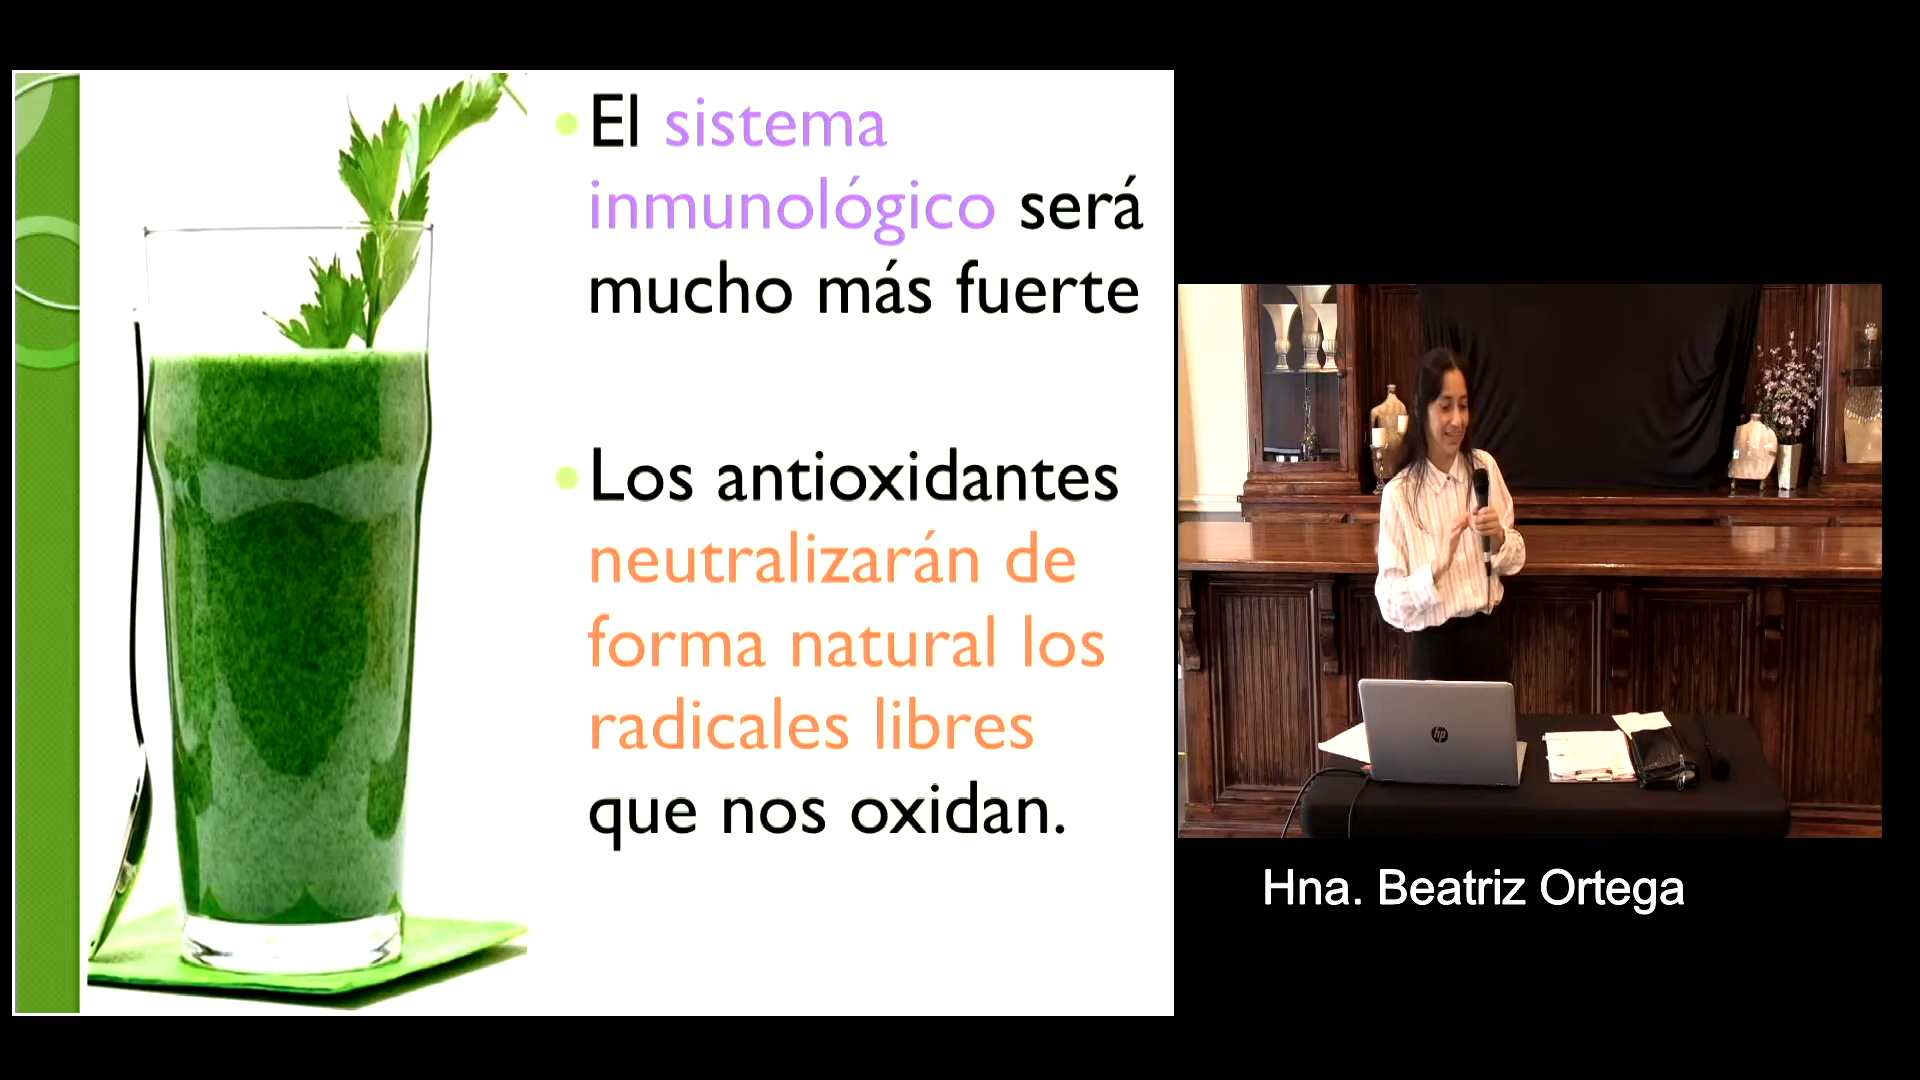 El sistema
inmunológico será
mucho más fuerte
Los antioxidantes
neutralizarán de
forma natural los
radicales libres
que nos oxidan.
hp
Hna. Beatriz Ortega